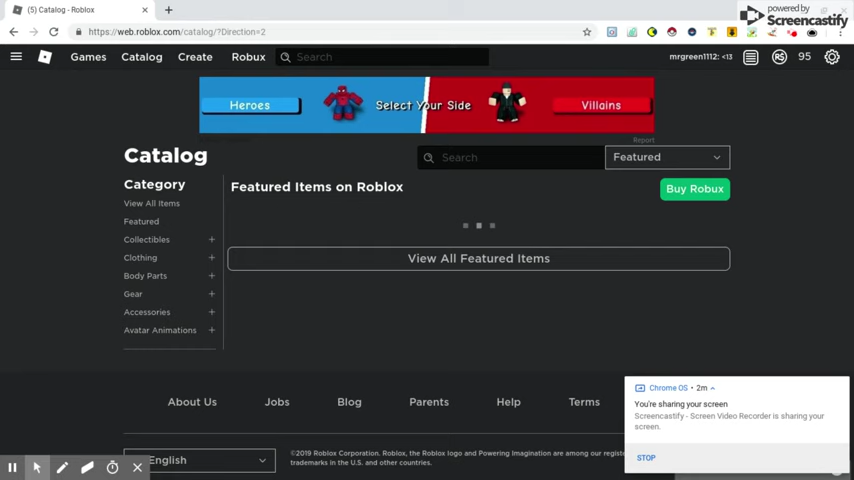 (5) Catalog - Roblox
powered by
Screencastify
https://web.roblox.com/catalog/?Direction=2
Games
Catalog
Create
Robux
Search
mrgreen1112: <13
95
Heroes
Select Your Side
Villains
Report
Catalog
Search
Featured
Category
Featured Items on Roblox
Buy Robux
View All Items
Featured
Collectibles +
Clothing +
Body Parts +
Gear +
Accessories +
Avatar Animations +
View All Featured Items
About Us
Jobs
Blog
Parents
Help
Terms
Chrome OS • 2m
You're sharing your screen
Screencastify - Screen Video Recorder is sharing your
screen.
STOP
English
©2019 Roblox Corporation. Roblox, the Roblox logo and Powering Imagination are among our
trademarks in the U.S. and other countries.